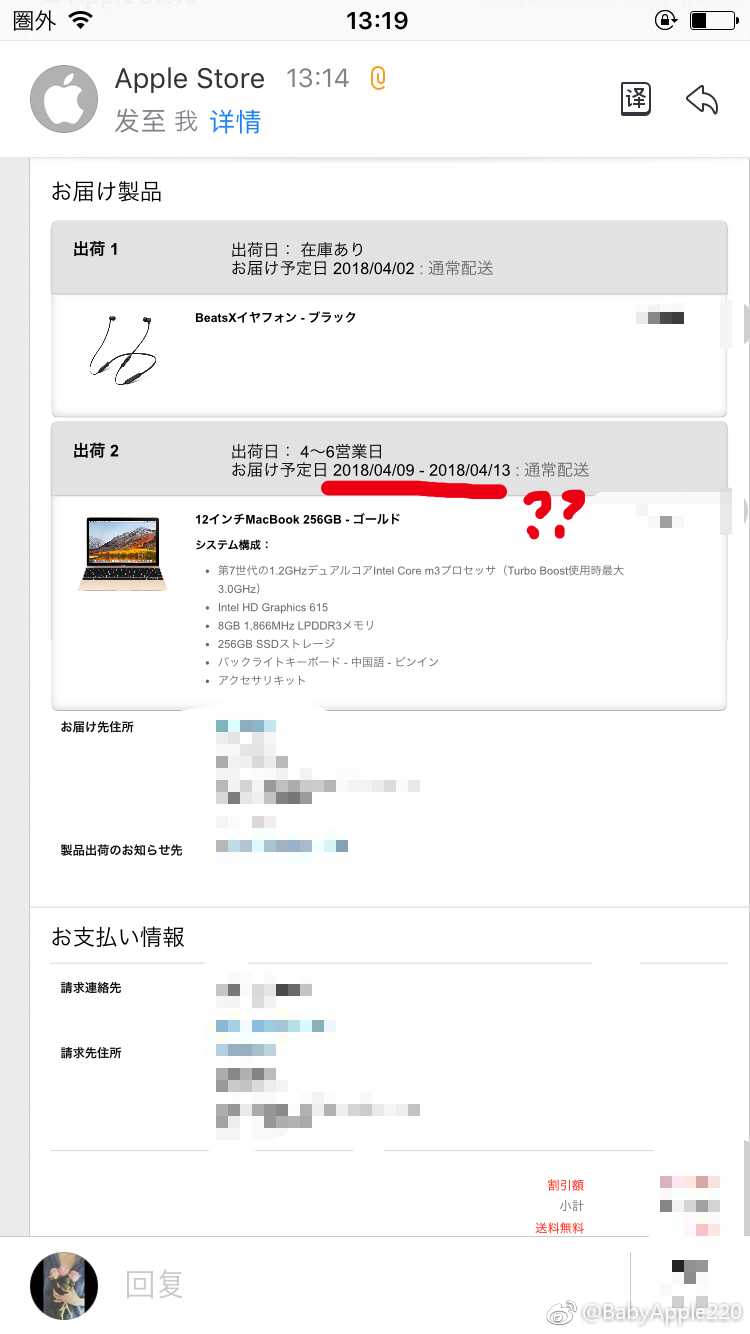 圏外 13:19
Apple Store 13:14
发至 我 详情
译
お届け製品
出荷 1
出荷日： 在庫あり
お届け予定日 2018/04/02 : 通常配送
BeatsXイヤフォン - ブラック
出荷 2
出荷日： 4〜6営業日
お届け予定日 2018/04/09 - 2018/04/13 : 通常配送
??
12インチMacBook 256GB - ゴールド
システム構成：
• 第7世代の1.2GHzデュアルコアIntel Core m3プロセッサ（Turbo Boost使用時最大
3.0GHz）
• Intel HD Graphics 615
• 8GB 1,866MHz LPDDR3メモリ
• 256GB SSDストレージ
• バックライトキーボード - 中国語 - ピンイン
• アクセサリキット
お届け先住所
製品出荷のお知らせ先
お支払い情報
請求連絡先
請求先住所
割引額
小計
送料無料
回复
@BabyApple220